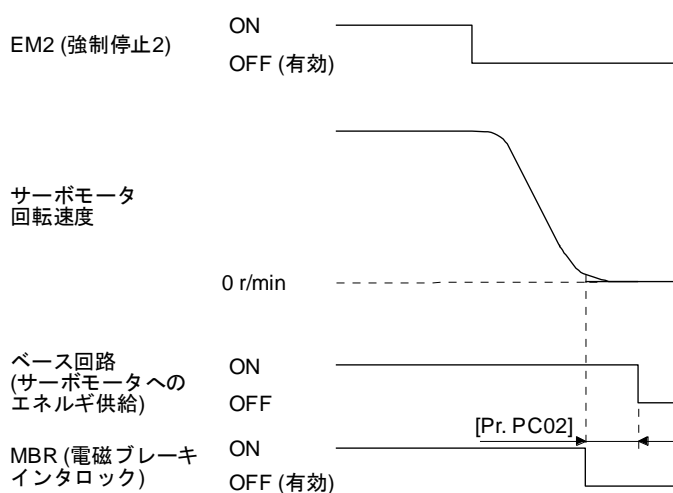 EM2 (強制停止2)
ON
OFF (有効)
サーボモータ
回転速度
0 r/min
ベース回路
(サーボモータへの
エネルギ供給)
ON
OFF
[Pr. PC02]
MBR (電磁ブレーキ
インタロック)
ON
OFF (有効)